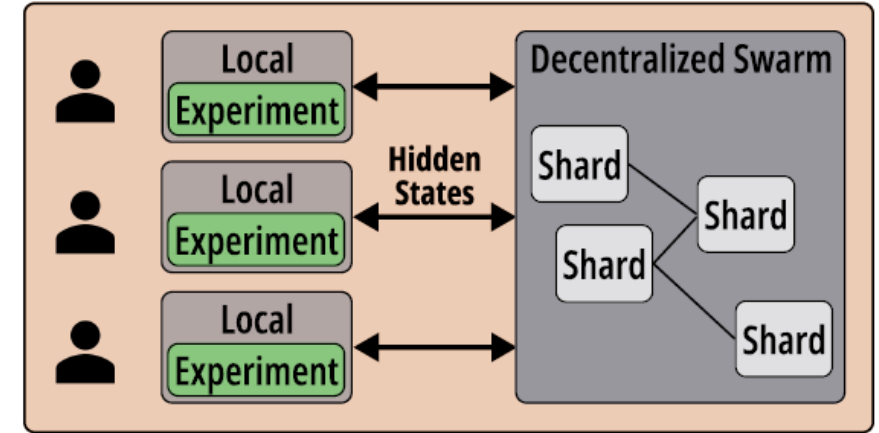 Local
Experiment
Decentralized Swarm
Hidden
States
Local
Experiment
Local
Experiment
Shard
Shard
Shard
Shard